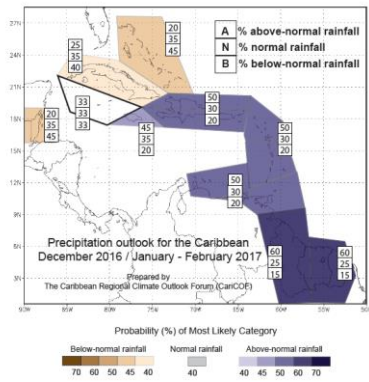 27N
24N
21N
18N
15N
12N
9N
6N
3N
A % above-normal rainfall
N % normal rainfall
B % below-normal rainfall
20
35
45
25
35
40
33
33
33
20
35
45
45
35
20
50
30
20
50
30
20
50
30
20
60
25
15
60
25
15
Precipitation outlook for the Caribbean
December 2016 / January - February 2017
Prepared by
The Caribbean Regional Climate Outlook Forum (CariCOF)
90W 85W 80W 75W 70W 65W 60W 55W
Probability (%) of Most Likely Category
Below-normal rainfall Normal rainfall Above-normal rainfall
70 60 50 45 40 40 40 45 50 60 70